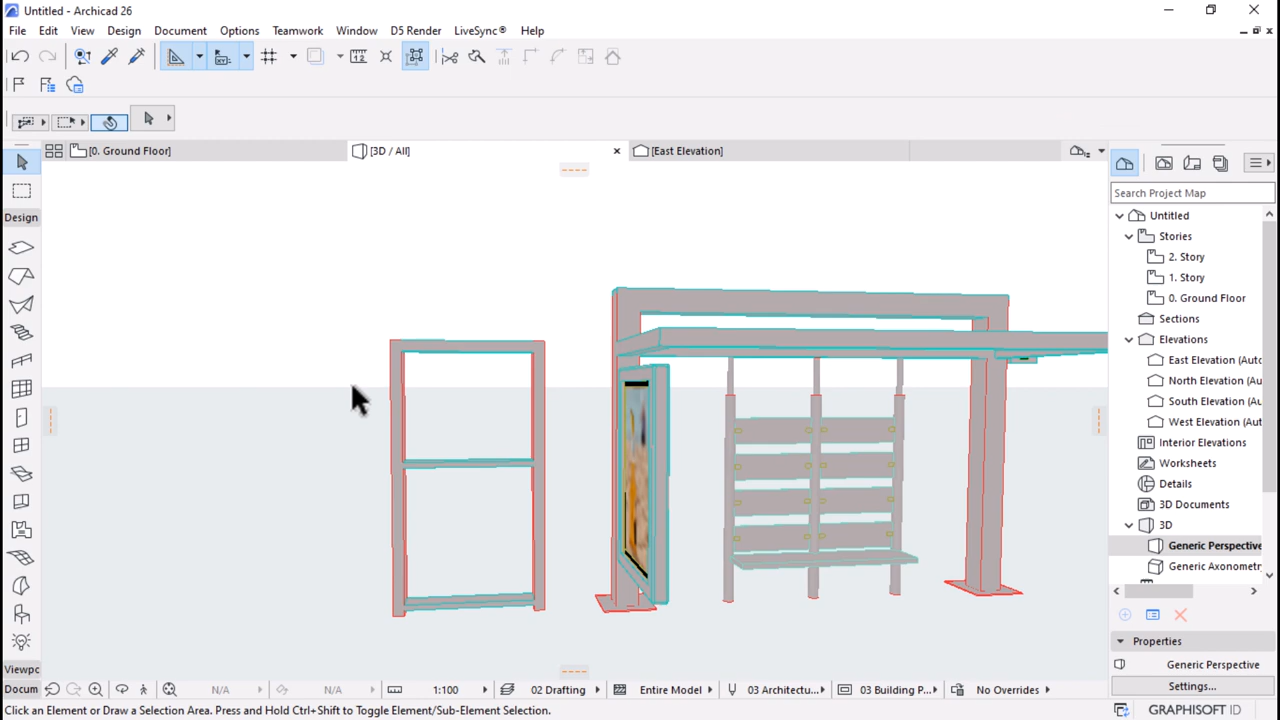 Untitled - Archicad 26
File Edit View Design Document Options Teamwork Window D5 Render LiveSync® Help
[0. Ground Floor] [3D / All] [East Elevation]
Search Project Map
Design
Untitled
Stories
2. Story
1. Story
0. Ground Floor
Sections
Elevations
East Elevation (Auto
North Elevation (Au
South Elevation (Au
West Elevation (Aut
Interior Elevations
Worksheets
Details
3D Documents
3D
Generic Perspective
Generic Axonometr
Properties
Generic Perspective
Settings...
Viewpc
Docum N/A N/A 1:100 02 Drafting Entire Model 03 Architectu... 03 Building P... No Overrides
Click an Element or Draw a Selection Area. Press and Hold Ctrl+Shift to Toggle Element/Sub-Element Selection.
GRAPHISOFT ID